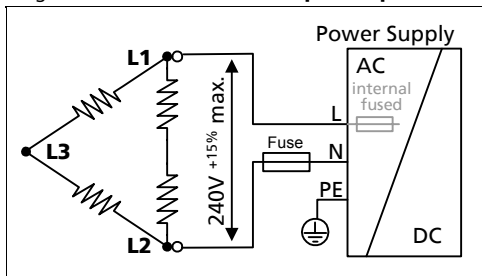 Power Supply
L1
AC
internal
fused
L
240V +15% max.
Fuse
N
L3
PE
L2
DC